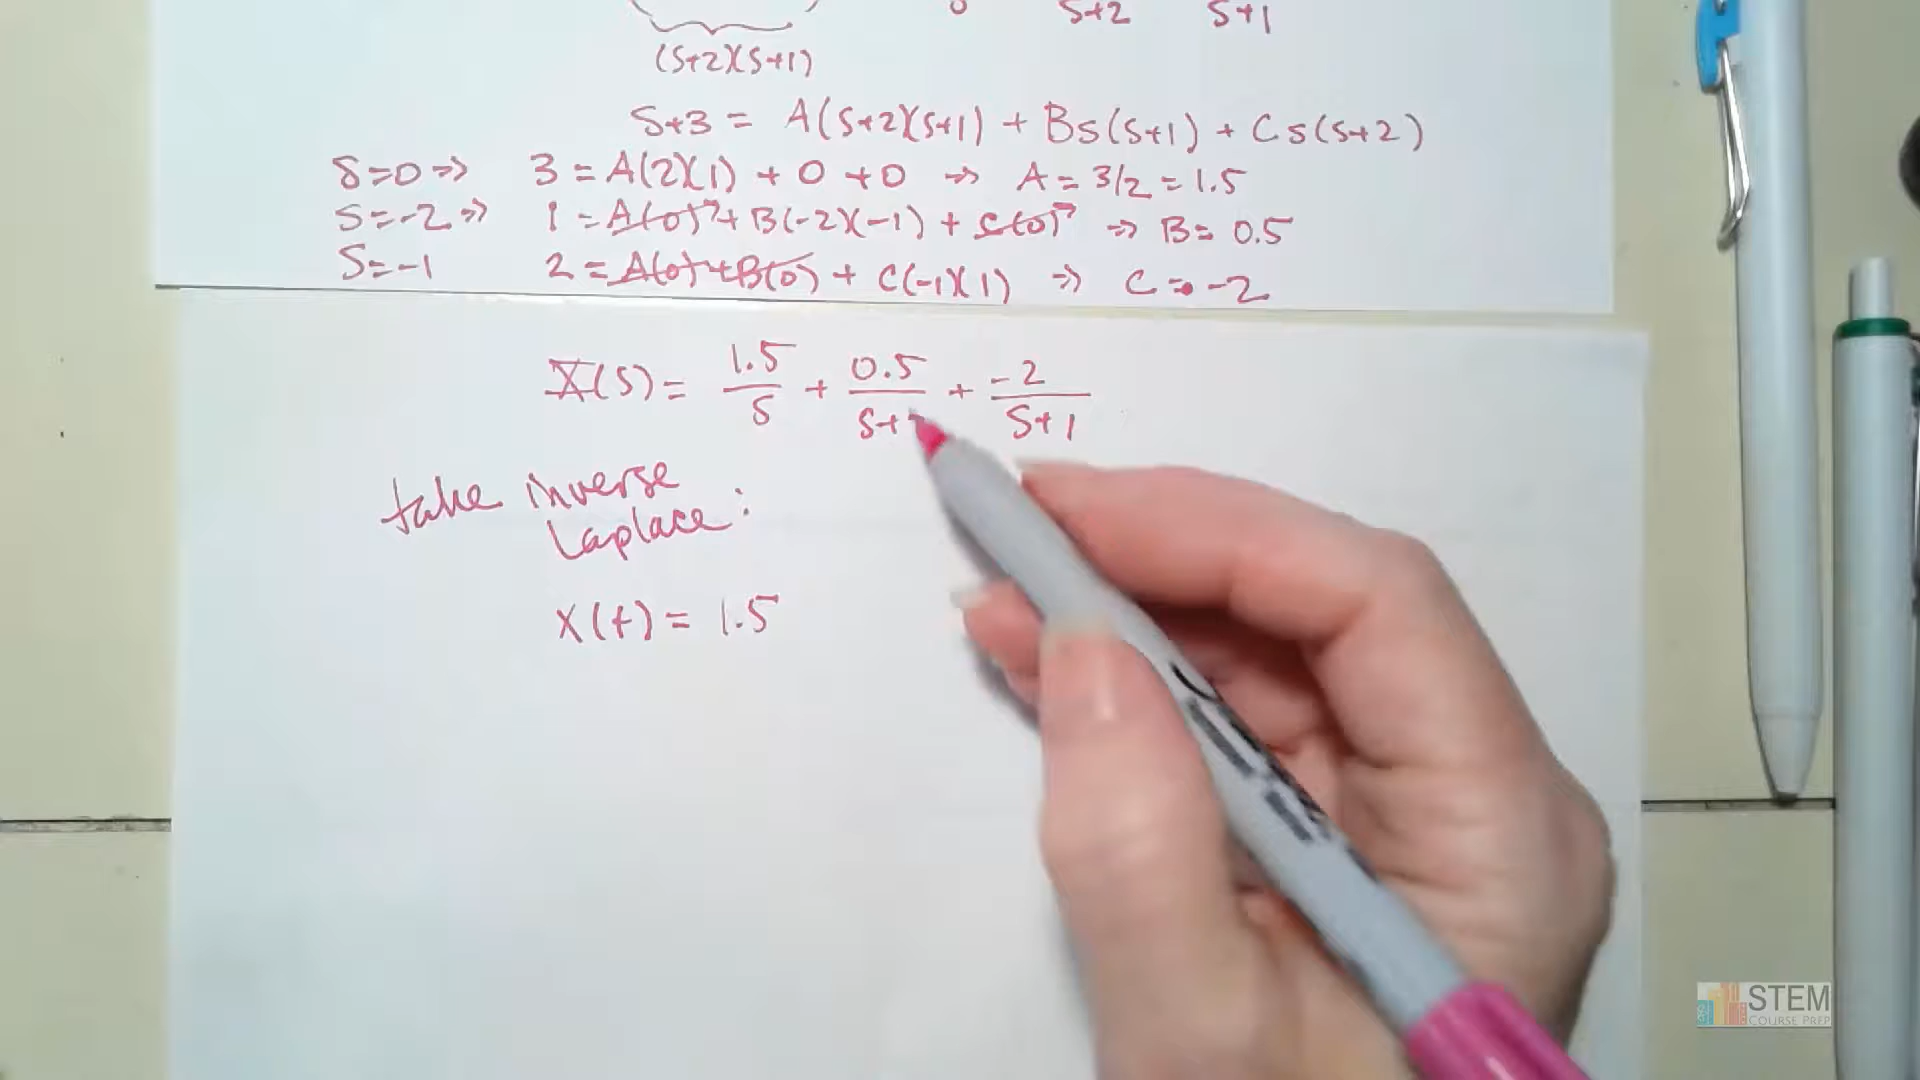 s+2 s+1
(s+2)(s+1)
s+3 = A(s+2)(s+1) + Bs(s+1) + Cs(s+2)
s=0 => 3 = A(2)(1) + 0 + 0 => A = 3/2 = 1.5
s=-2 => 1 = A(0) + B(-2)(-1) + C(0) => B = 0.5
s=-1 2 = A(0) + B(0) + C(-1)(1) => C = -2
X(s) = 1.5/s + 0.5/s+ + -2/s+1
take inverse
Laplace:
x(t) = 1.5
STEM
COURSE PREP